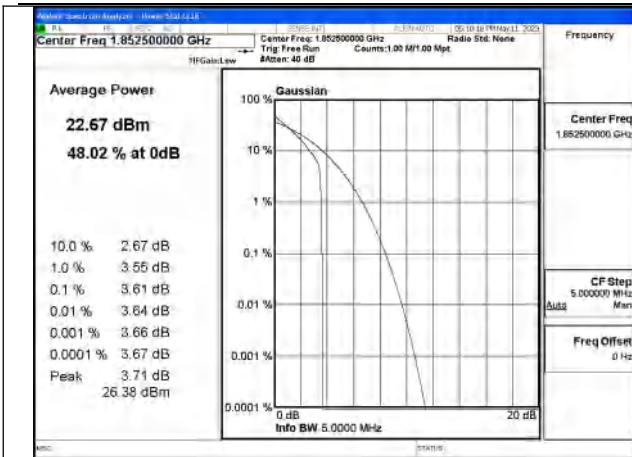 Center Freq 1.852500000 GHz
Center Freq: 1.852500000 GHz
Radio Std: None
Trig: Free Run
Counts:1.00 M/1.00 Mpt
#IFGain:Low
#Atten: 40 dB
Frequency
Average Power
22.67 dBm
48.02 % at 0dB
10.0 % 2.67 dB
1.0 % 3.55 dB
0.1 % 3.61 dB
0.01 % 3.64 dB
0.001 % 3.66 dB
0.0001 % 3.67 dB
Peak 3.71 dB
26.38 dBm
Gaussian
100 %
10 %
1 %
0.1 %
0.01 %
0.001 %
0.0001 %
0 dB
20 dB
Info BW 5.0000 MHz
Center Freq
1.852500000 GHz
CF Step
5.000000 MHz
Auto Man
Freq Offset
0 Hz
MSG
STATUS